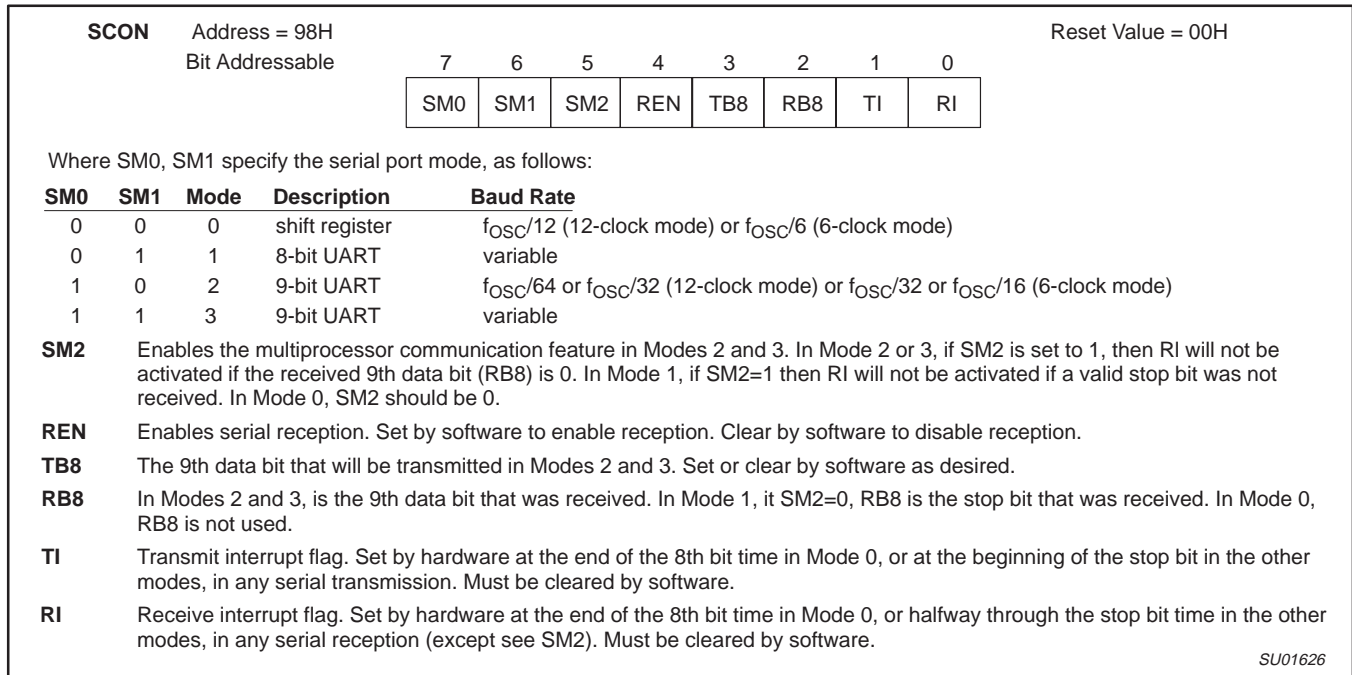 SCON Address = 98H Reset Value = 00H
Bit Addressable 7 6 5 4 3 2 1 0
SM0 SM1 SM2 REN TB8 RB8 TI RI
Where SM0, SM1 specify the serial port mode, as follows:
SM0 SM1 Mode Description Baud Rate
0 0 0 shift register fOSC/12 (12-clock mode) or fOSC/6 (6-clock mode)
0 1 1 8-bit UART variable
1 0 2 9-bit UART fOSC/64 or fOSC/32 (12-clock mode) or fOSC/32 or fOSC/16 (6-clock mode)
1 1 3 9-bit UART variable
SM2 Enables the multiprocessor communication feature in Modes 2 and 3. In Mode 2 or 3, if SM2 is set to 1, then RI will not be
activated if the received 9th data bit (RB8) is 0. In Mode 1, if SM2=1 then RI will not be activated if a valid stop bit was not
received. In Mode 0, SM2 should be 0.
REN Enables serial reception. Set by software to enable reception. Clear by software to disable reception.
TB8 The 9th data bit that will be transmitted in Modes 2 and 3. Set or clear by software as desired.
RB8 In Modes 2 and 3, is the 9th data bit that was received. In Mode 1, it SM2=0, RB8 is the stop bit that was received. In Mode 0,
RB8 is not used.
TI Transmit interrupt flag. Set by hardware at the end of the 8th bit time in Mode 0, or at the beginning of the stop bit in the other
modes, in any serial transmission. Must be cleared by software.
RI Receive interrupt flag. Set by hardware at the end of the 8th bit time in Mode 0, or halfway through the stop bit time in the other
modes, in any serial reception (except see SM2). Must be cleared by software.
SU01626